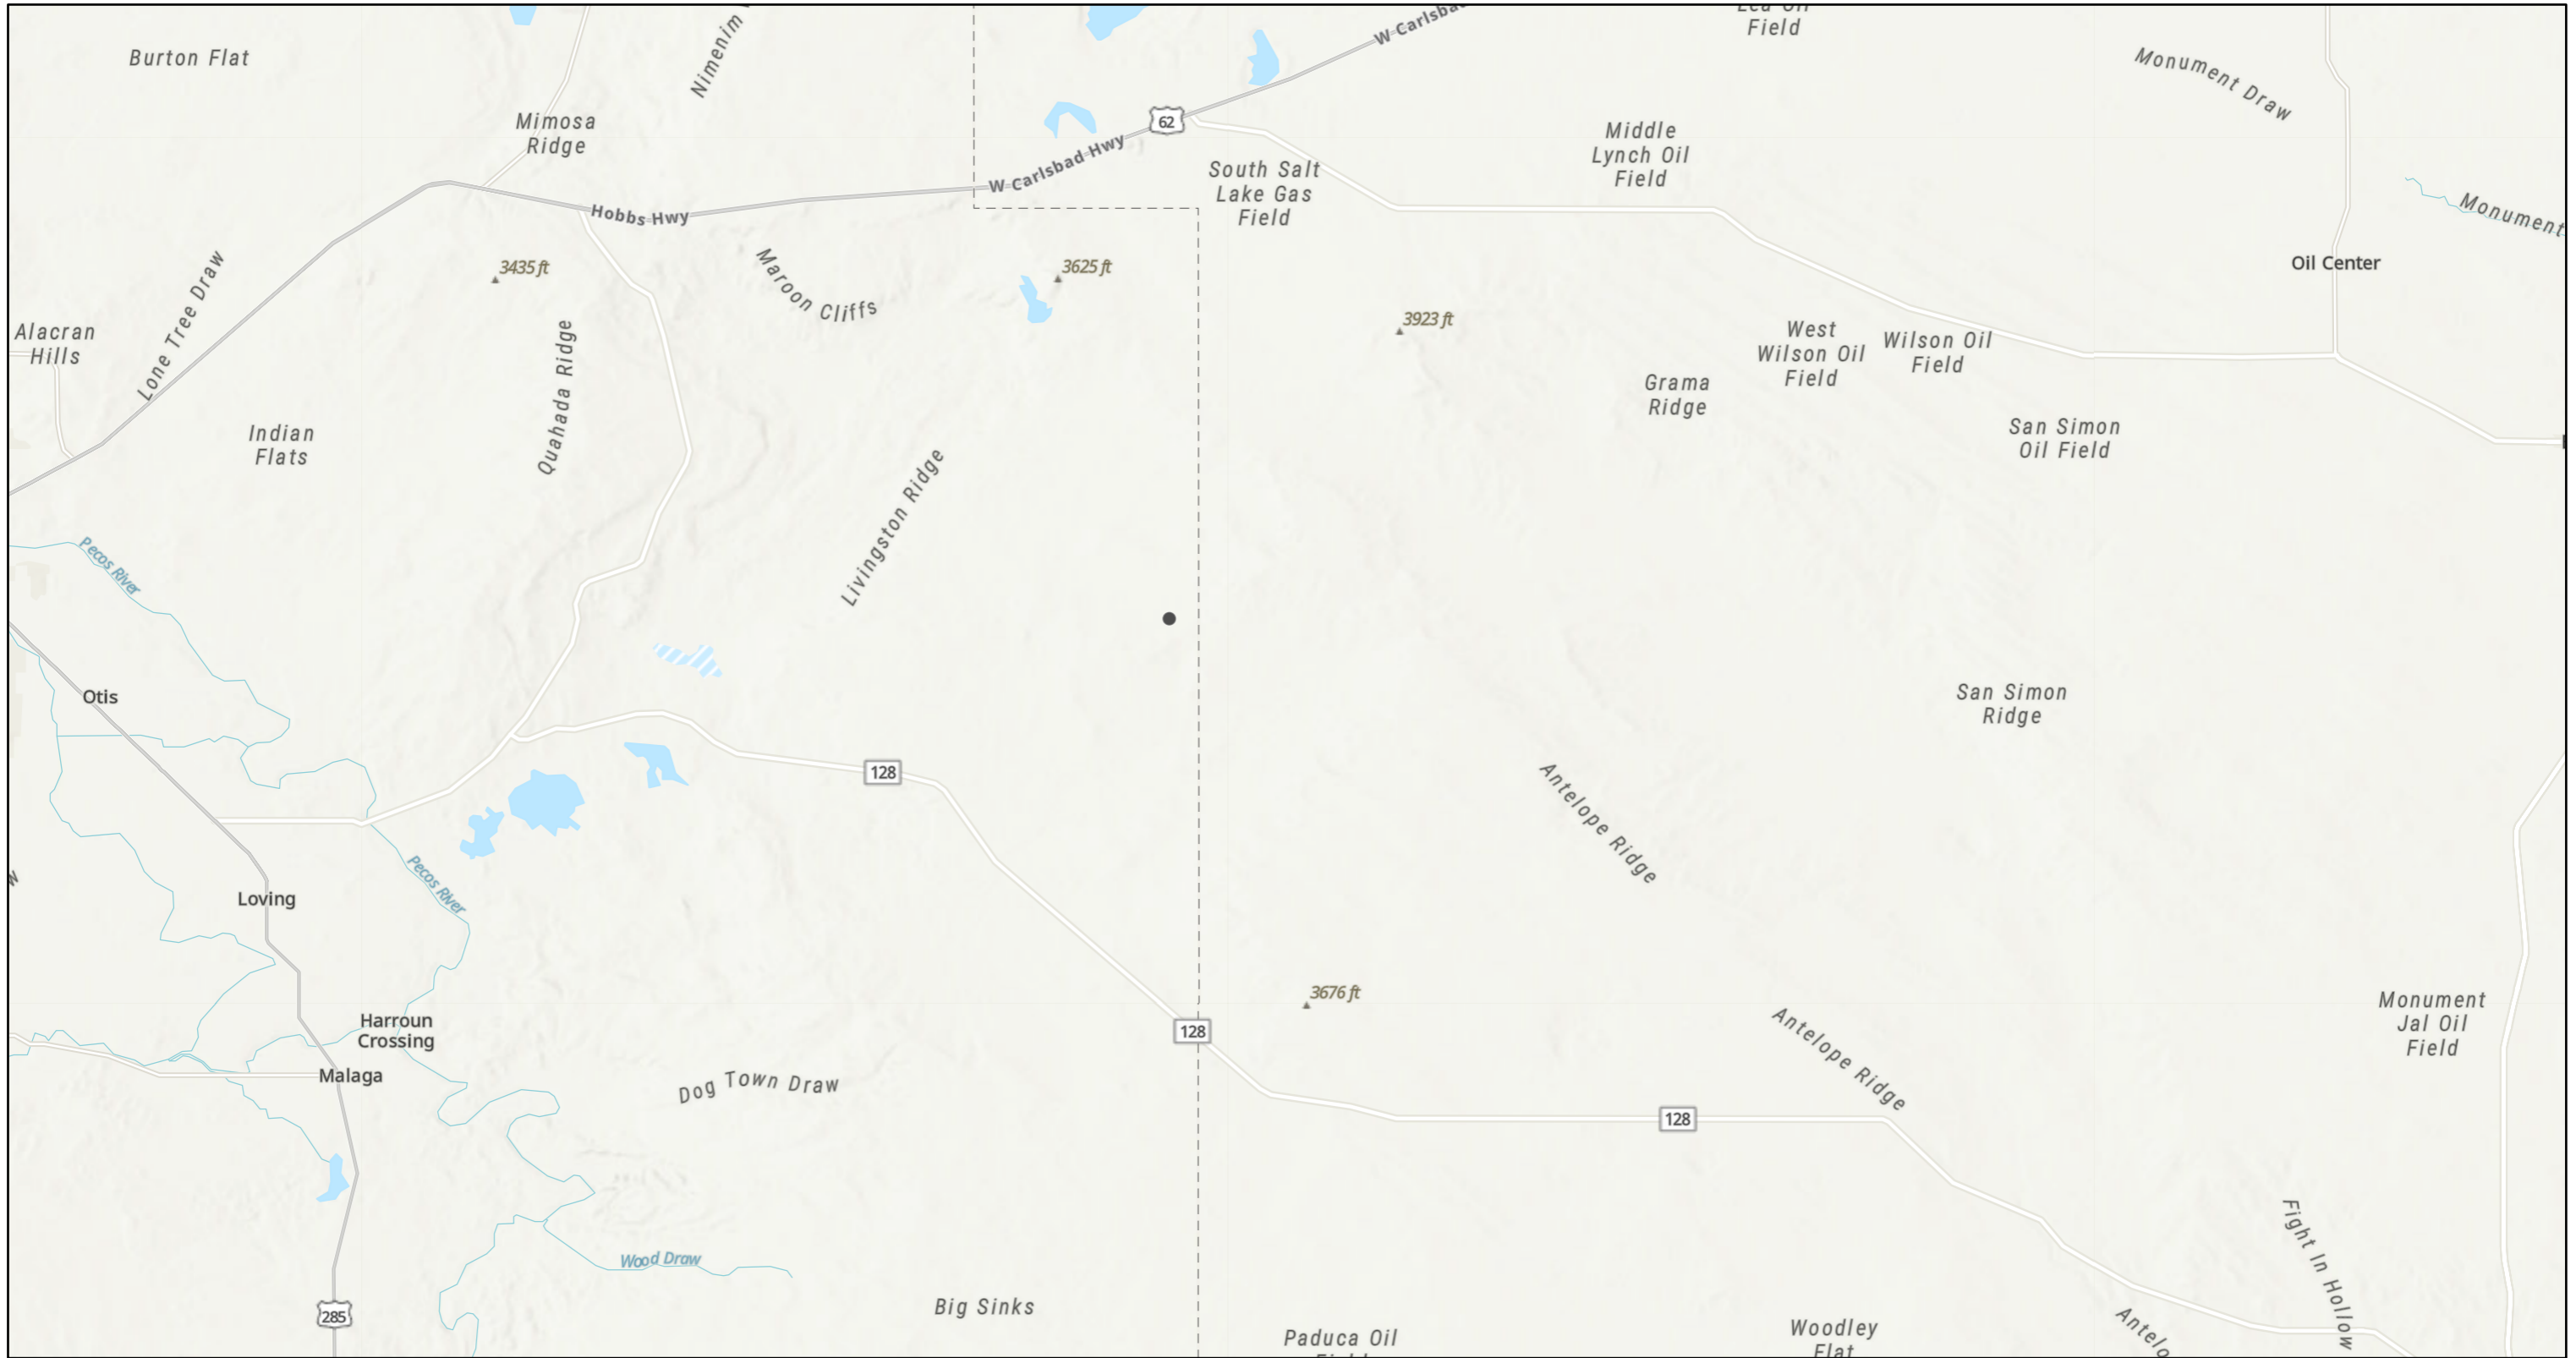 Field
W Carlsbad
Burton Flat
Nimenim
Monument Draw
62
Mimosa
Ridge
Middle
Lynch Oil
Field
W Carlsbad Hwy
South Salt
Lake Gas
Field
Hobbs Hwy
Monument
3435 ft
Maroon Cliffs
3625 ft
Oil Center
Lone Tree Draw
3923 ft
Alacran
Hills
West
Wilson Oil
Field
Wilson Oil
Field
Quahada Ridge
Grama
Ridge
Indian
Flats
San Simon
Oil Field
Livingston Ridge
Pecos River
Otis
San Simon
Ridge
128
Antelope Ridge
Pecos River
Loving
3676 ft
Monument
Jal Oil
Field
Harroun
Crossing
128
Antelope Ridge
Malaga
Dog Town Draw
128
Wood Draw
Fight In Hollow
Big Sinks
285
Paduca Oil
Woodley
Flat
Antelo